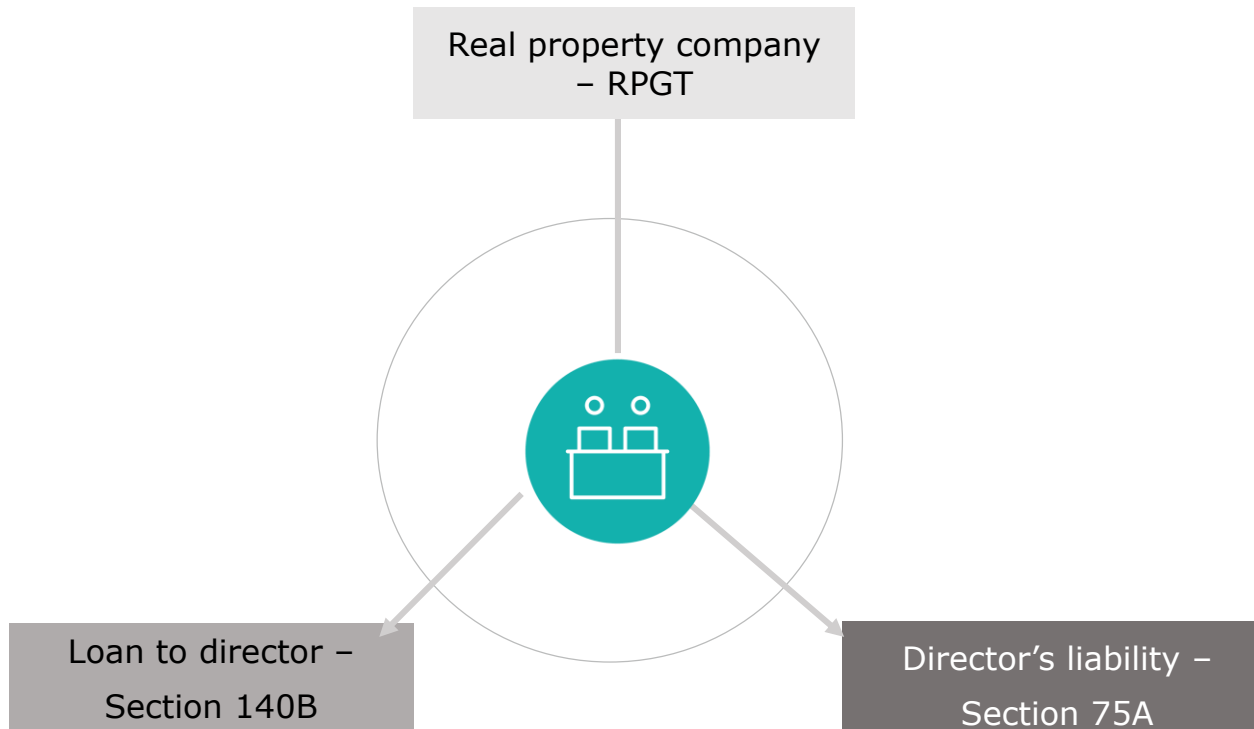 Real property company
– RPGT
Loan to director –
Section 140B
Director’s liability –
Section 75A